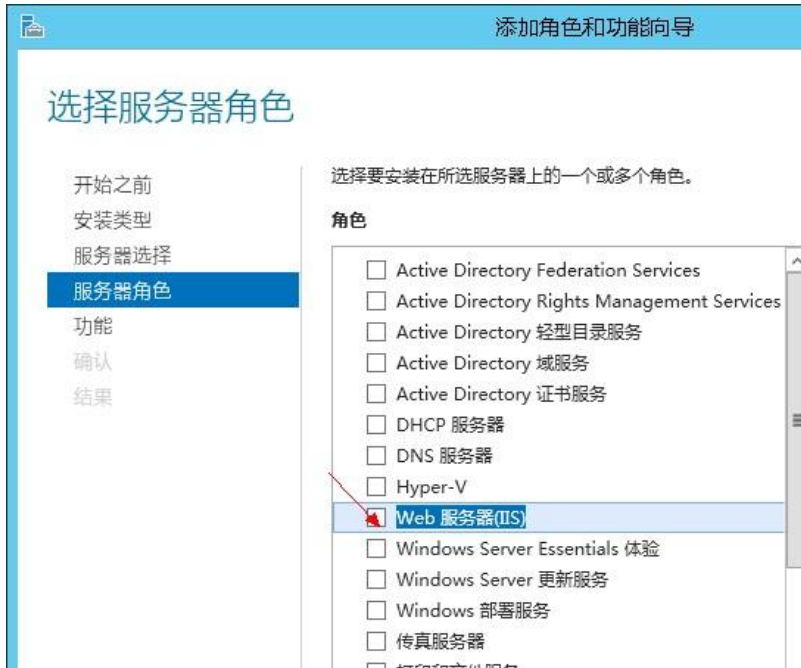 添加角色和功能向导
选择服务器角色
开始之前
安装类型
服务器选择
服务器角色
功能
确认
结果
选择要安装在所选服务器上的一个或多个角色。
角色
Active Directory Federation Services
Active Directory Rights Management Services
Active Directory 轻型目录服务
Active Directory 域服务
Active Directory 证书服务
DHCP 服务器
DNS 服务器
Hyper-V
Web 服务器(IIS)
Windows Server Essentials 体验
Windows Server 更新服务
Windows 部署服务
传真服务器